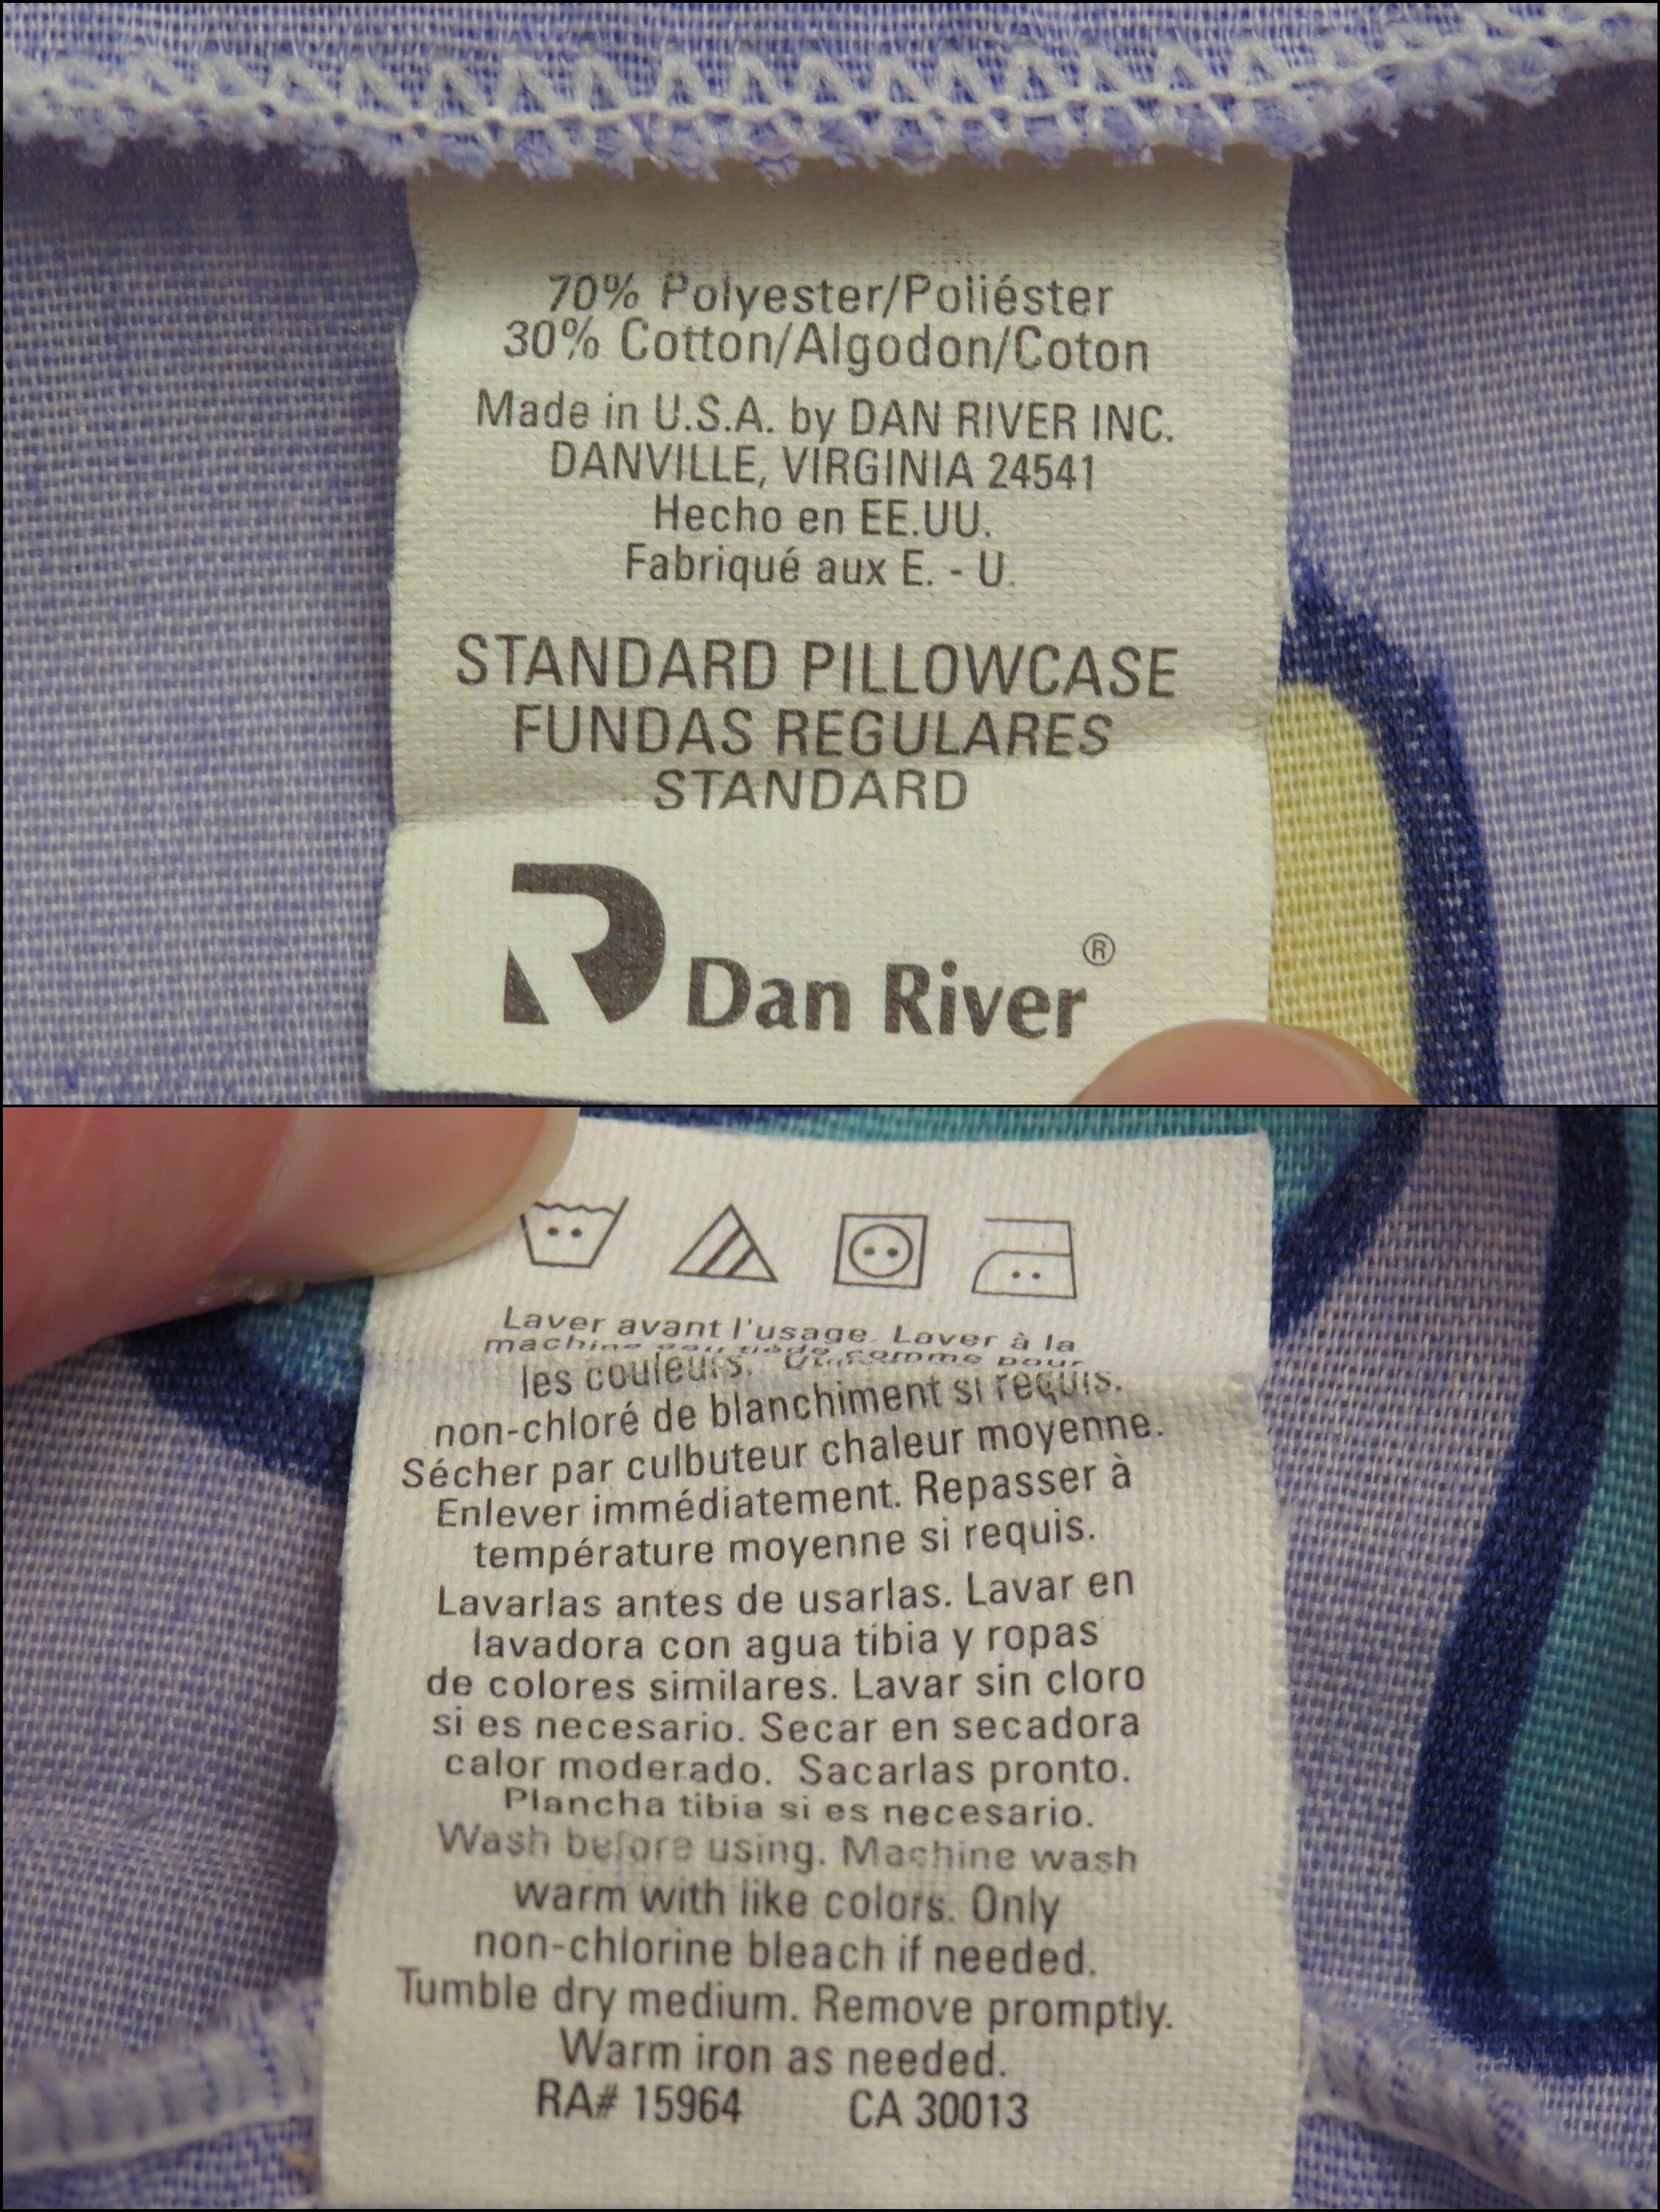 70% Polyester/Poliéster
30% Cotton/Algodon/Coton
Made in U.S.A. by DAN RIVER INC.
DANVILLE, VIRGINIA 24541
Hecho en EE.UU.
Fabriqué aux E. - U.
STANDARD PILLOWCASE
FUNDAS REGULARES
STANDARD
Dan River®
Laver avant l'usage. Laver à la
machine eau tiède comme pour
les couleurs.
non-chloré de blanchiment si requis.
Sécher par culbuteur chaleur moyenne.
Enlever immédiatement. Repasser à
température moyenne si requis.
Lavarlas antes de usarlas. Lavar en
lavadora con agua tibia y ropas
de colores similares. Lavar sin cloro
si es necesario. Secar en secadora
calor moderado. Sacarlas pronto.
Plancha tibia si es necesario.
Wash before using. Machine wash
warm with like colors. Only
non-chlorine bleach if needed.
Tumble dry medium. Remove promptly.
Warm iron as needed.
RA# 15964 CA 30013